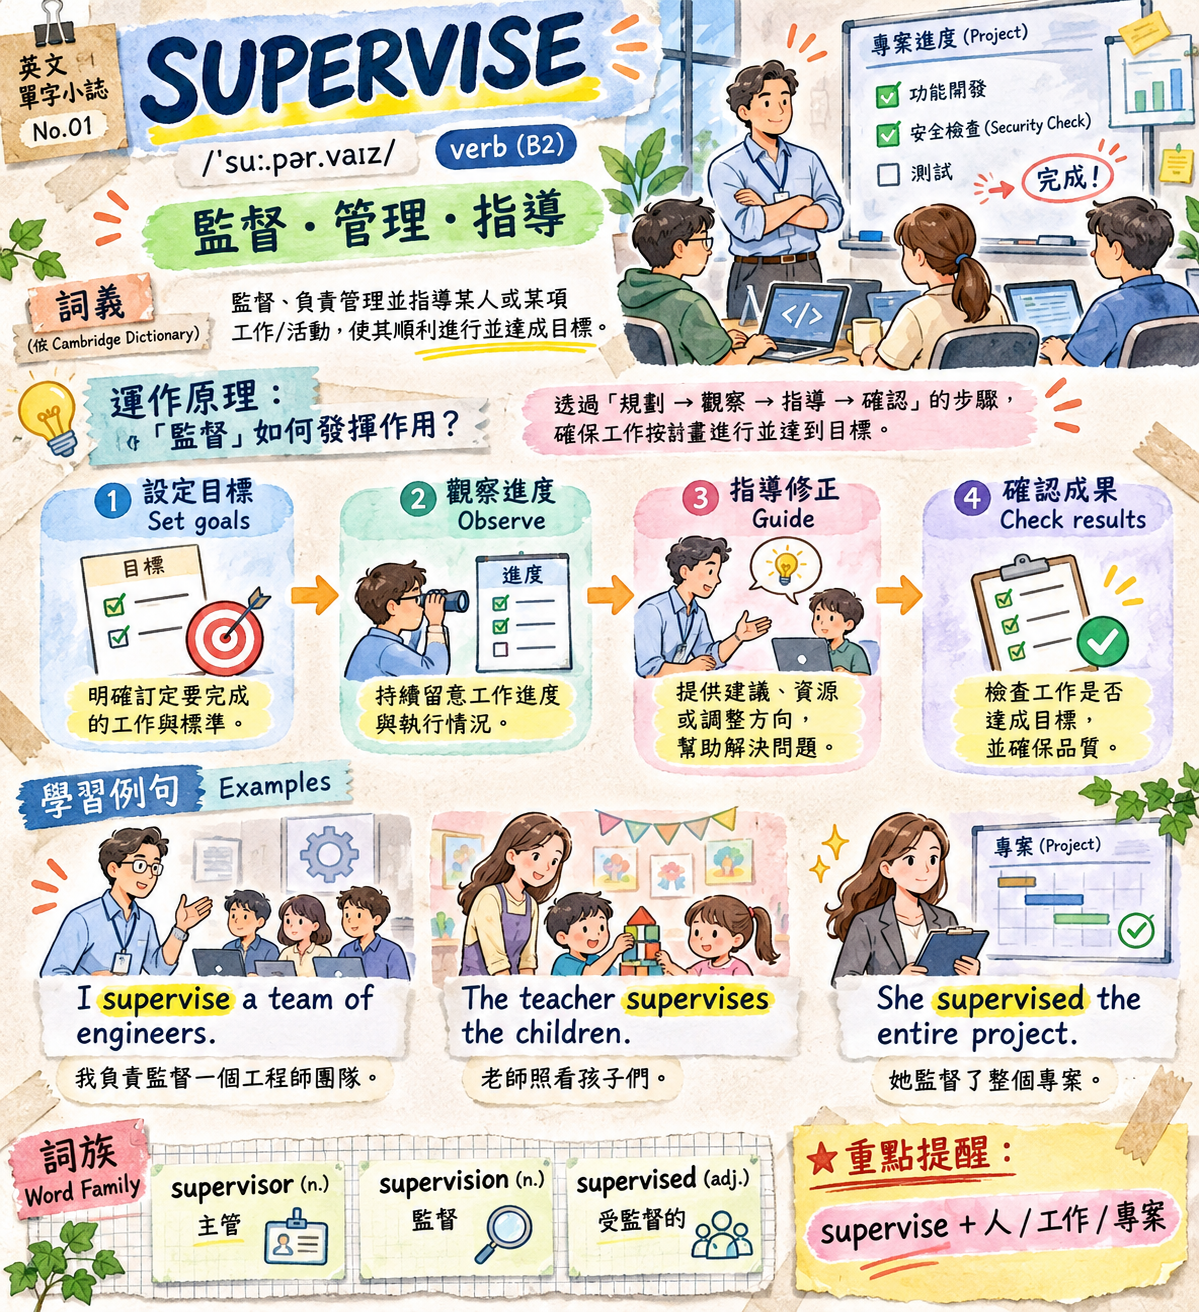 英文
單字小誌
No.01
SUPERVISE
/ˈsuː.pər.vaɪz/
verb (B2)
監督・管理・指導
專案進度 (Project)
功能開發
安全檢查 (Security Check)
測試
完成!
</>
詞義
(依 Cambridge Dictionary)
監督、負責管理並指導某人或某項
工作/活動，使其順利進行並達成目標。
運作原理：
「監督」如何發揮作用？
透過「規劃 → 觀察 → 指導 → 確認」的步驟，
確保工作按計畫進行並達到目標。
1 設定目標
Set goals
目標
明確訂定要完成
的工作與標準。
2 觀察進度
Observe
進度
持續留意工作進度
與執行情況。
3 指導修正
Guide
提供建議、資源
或調整方向，
幫助解決問題。
4 確認成果
Check results
檢查工作是否
達成目標，
並確保品質。
學習例句 Examples
I supervise a team of
engineers.
我負責監督一個工程師團隊。
The teacher supervises
the children.
老師照看孩子們。
專案 (Project)
She supervised the
entire project.
她監督了整個專案。
詞族
Word Family
supervisor (n.)
主管
supervision (n.)
監督
supervised (adj.)
受監督的
重點提醒：
supervise + 人 / 工作 / 專案